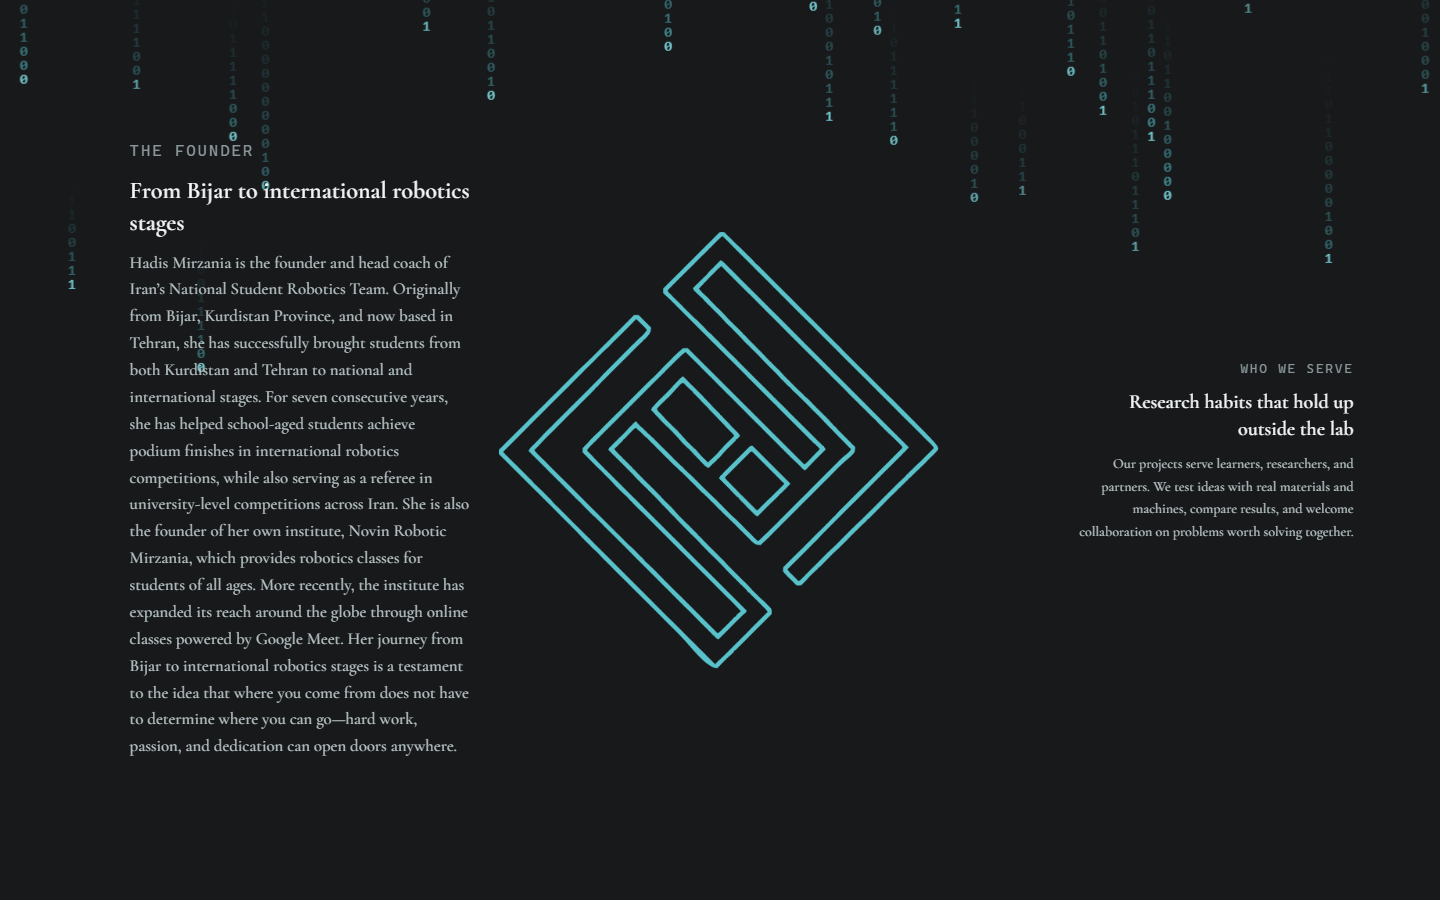 THE FOUNDER
From Bijar to international robotics
stages
Hadis Mirzania is the founder and head coach of
Iran’s National Student Robotics Team. Originally
from Bijar, Kurdistan Province, and now based in
Tehran, she has successfully brought students from
both Kurdistan and Tehran to national and
international stages. For seven consecutive years,
she has helped school-aged students achieve
podium finishes in international robotics
competitions, while also serving as a referee in
university-level competitions across Iran. She is also
the founder of her own institute, Novin Robotic
Mirzania, which provides robotics classes for
students of all ages. More recently, the institute has
expanded its reach around the globe through online
classes powered by Google Meet. Her journey from
Bijar to international robotics stages is a testament
to the idea that where you come from does not have
to determine where you can go—hard work,
passion, and dedication can open doors anywhere.
WHO WE SERVE
Research habits that hold up
outside the lab
Our projects serve learners, researchers, and
partners. We test ideas with real materials and
machines, compare results, and welcome
collaboration on problems worth solving together.